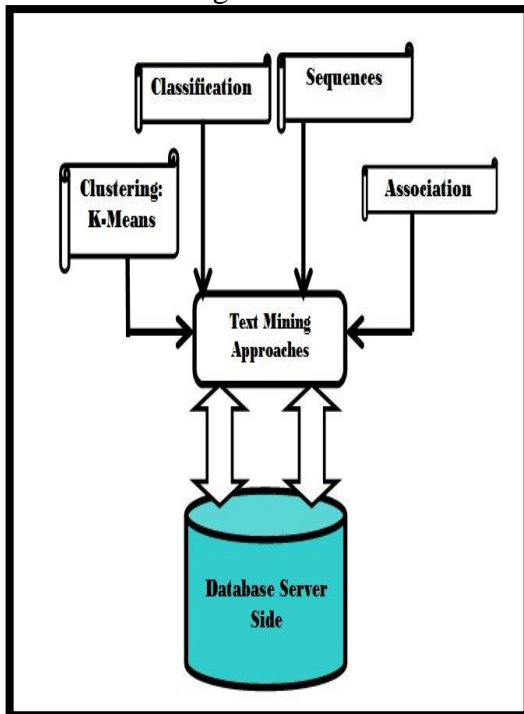 Classification
Sequences
Clustering:
K-Means
Association
Text Mining
Approaches
Database Server
Side